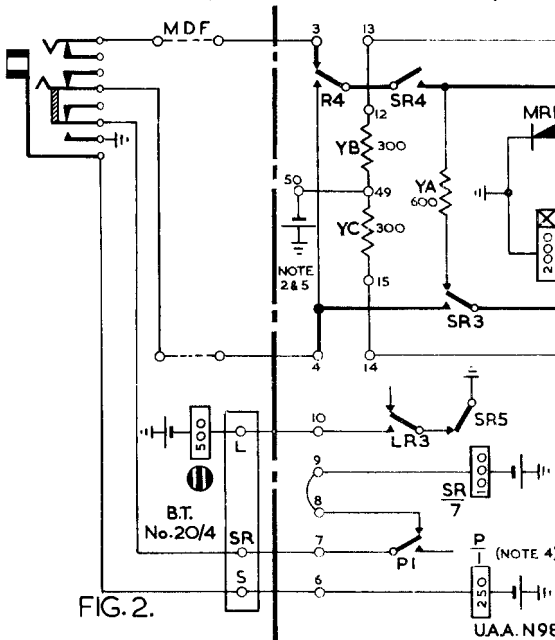 MDF
3
13
R4
SR4
MR1
12
YB
300
50
49
YA
600
YC
300
2000
NOTE
2&5
15
SR3
4
14
10
LR3
SR5
500
L
9
SR
7
1000
8
B.T.
No.20/4
SR
7
P1
P
1
(NOTE 4)
S
6
250
FIG. 2.
U.A.A. N98